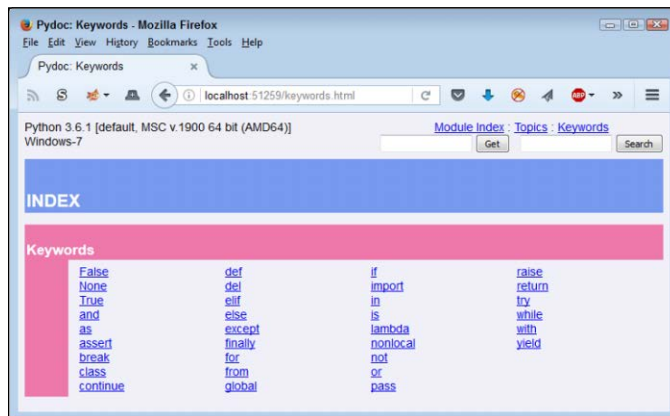 Pydoc: Keywords - Mozilla Firefox
File Edit View History Bookmarks Tools Help
Pydoc: Keywords ×
S ABP localhost:51259/keywords.html »
Python 3.6.1 [default, MSC v.1900 64 bit (AMD64)]
Windows-7
Module Index : Topics : Keywords
Get Search
INDEX
Keywords
False def if raise
None del import return
True elif in try
and else is while
as except lambda with
assert finally nonlocal yield
break for not
class from or
continue global pass